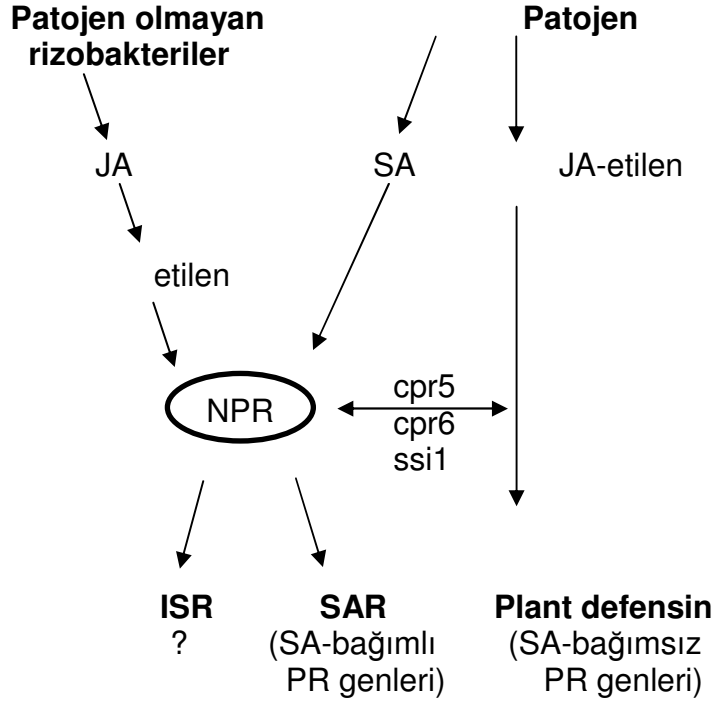 Patojen olmayan
rizobakteriler
Patojen
JA
SA
JA-etilen
etilen
NPR
cpr5
cpr6
ssi1
ISR
?
SAR
(SA-bağımlı
PR genleri)
Plant defensin
(SA-bağımsız
PR genleri)